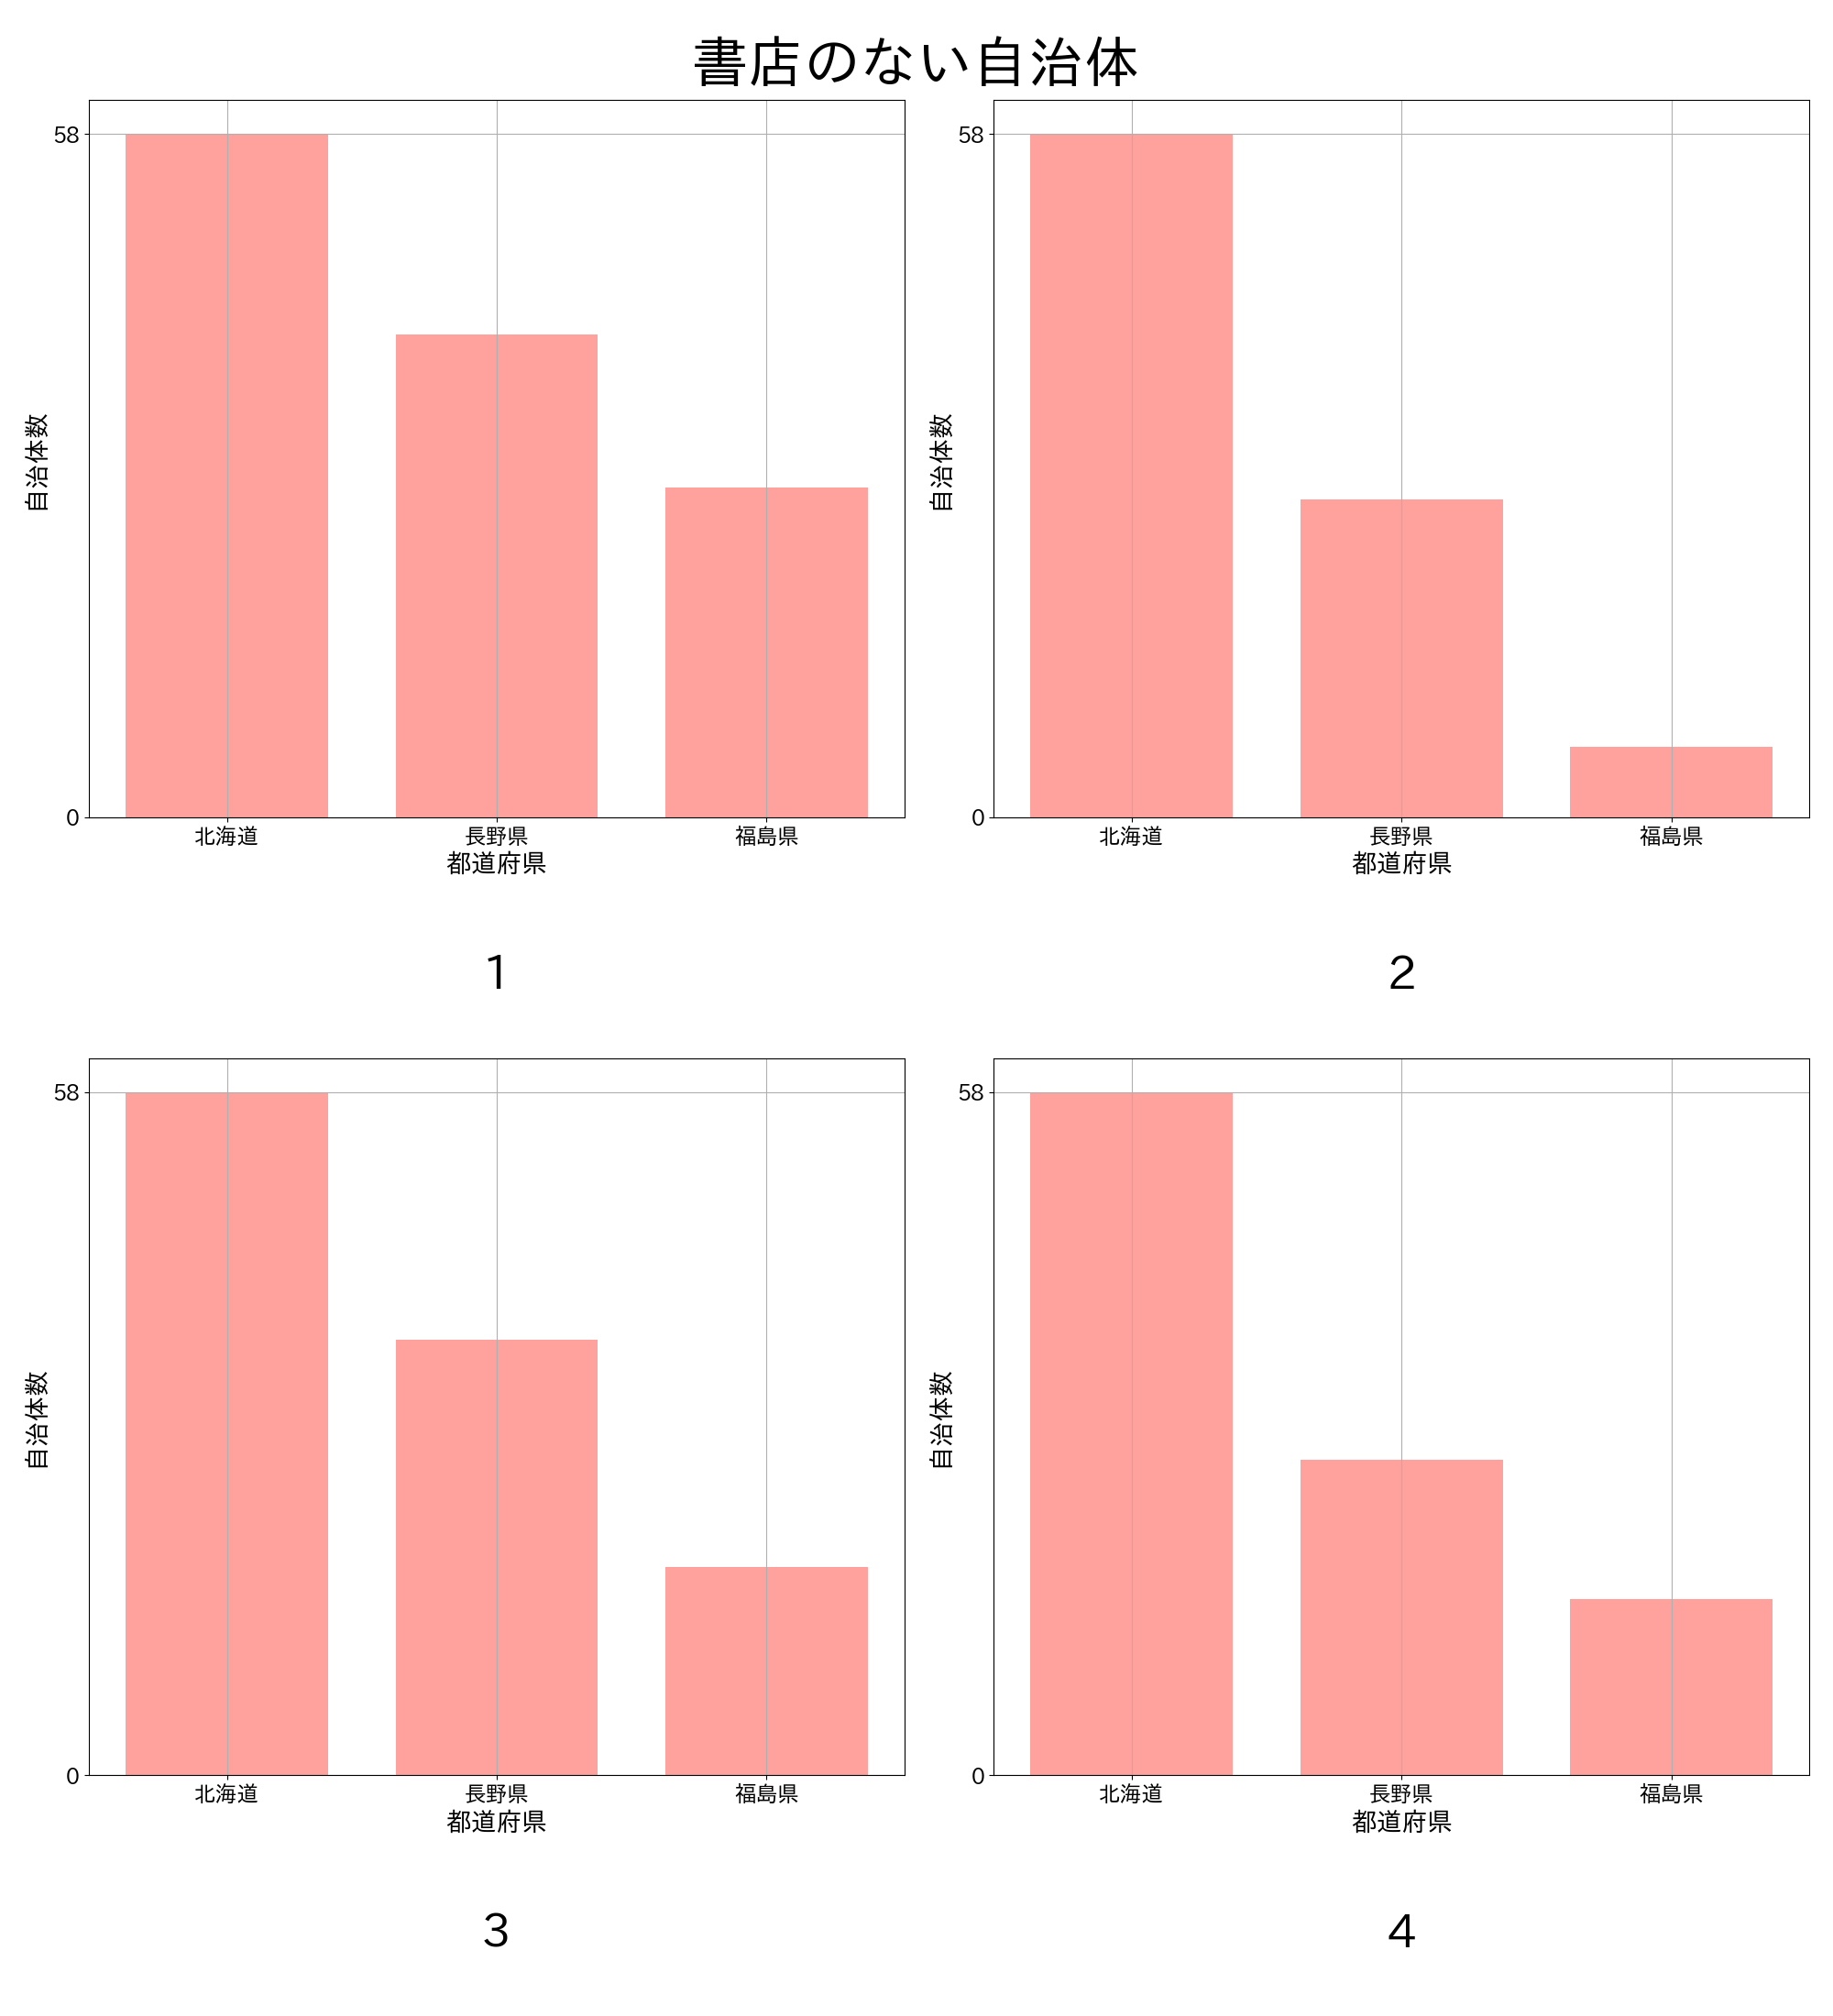 書店のない自治体
58
0
自治体数
北海道 長野県 福島県
都道府県
1
58
0
自治体数
北海道 長野県 福島県
都道府県
2
58
0
自治体数
北海道 長野県 福島県
都道府県
3
58
0
自治体数
北海道 長野県 福島県
都道府県
4